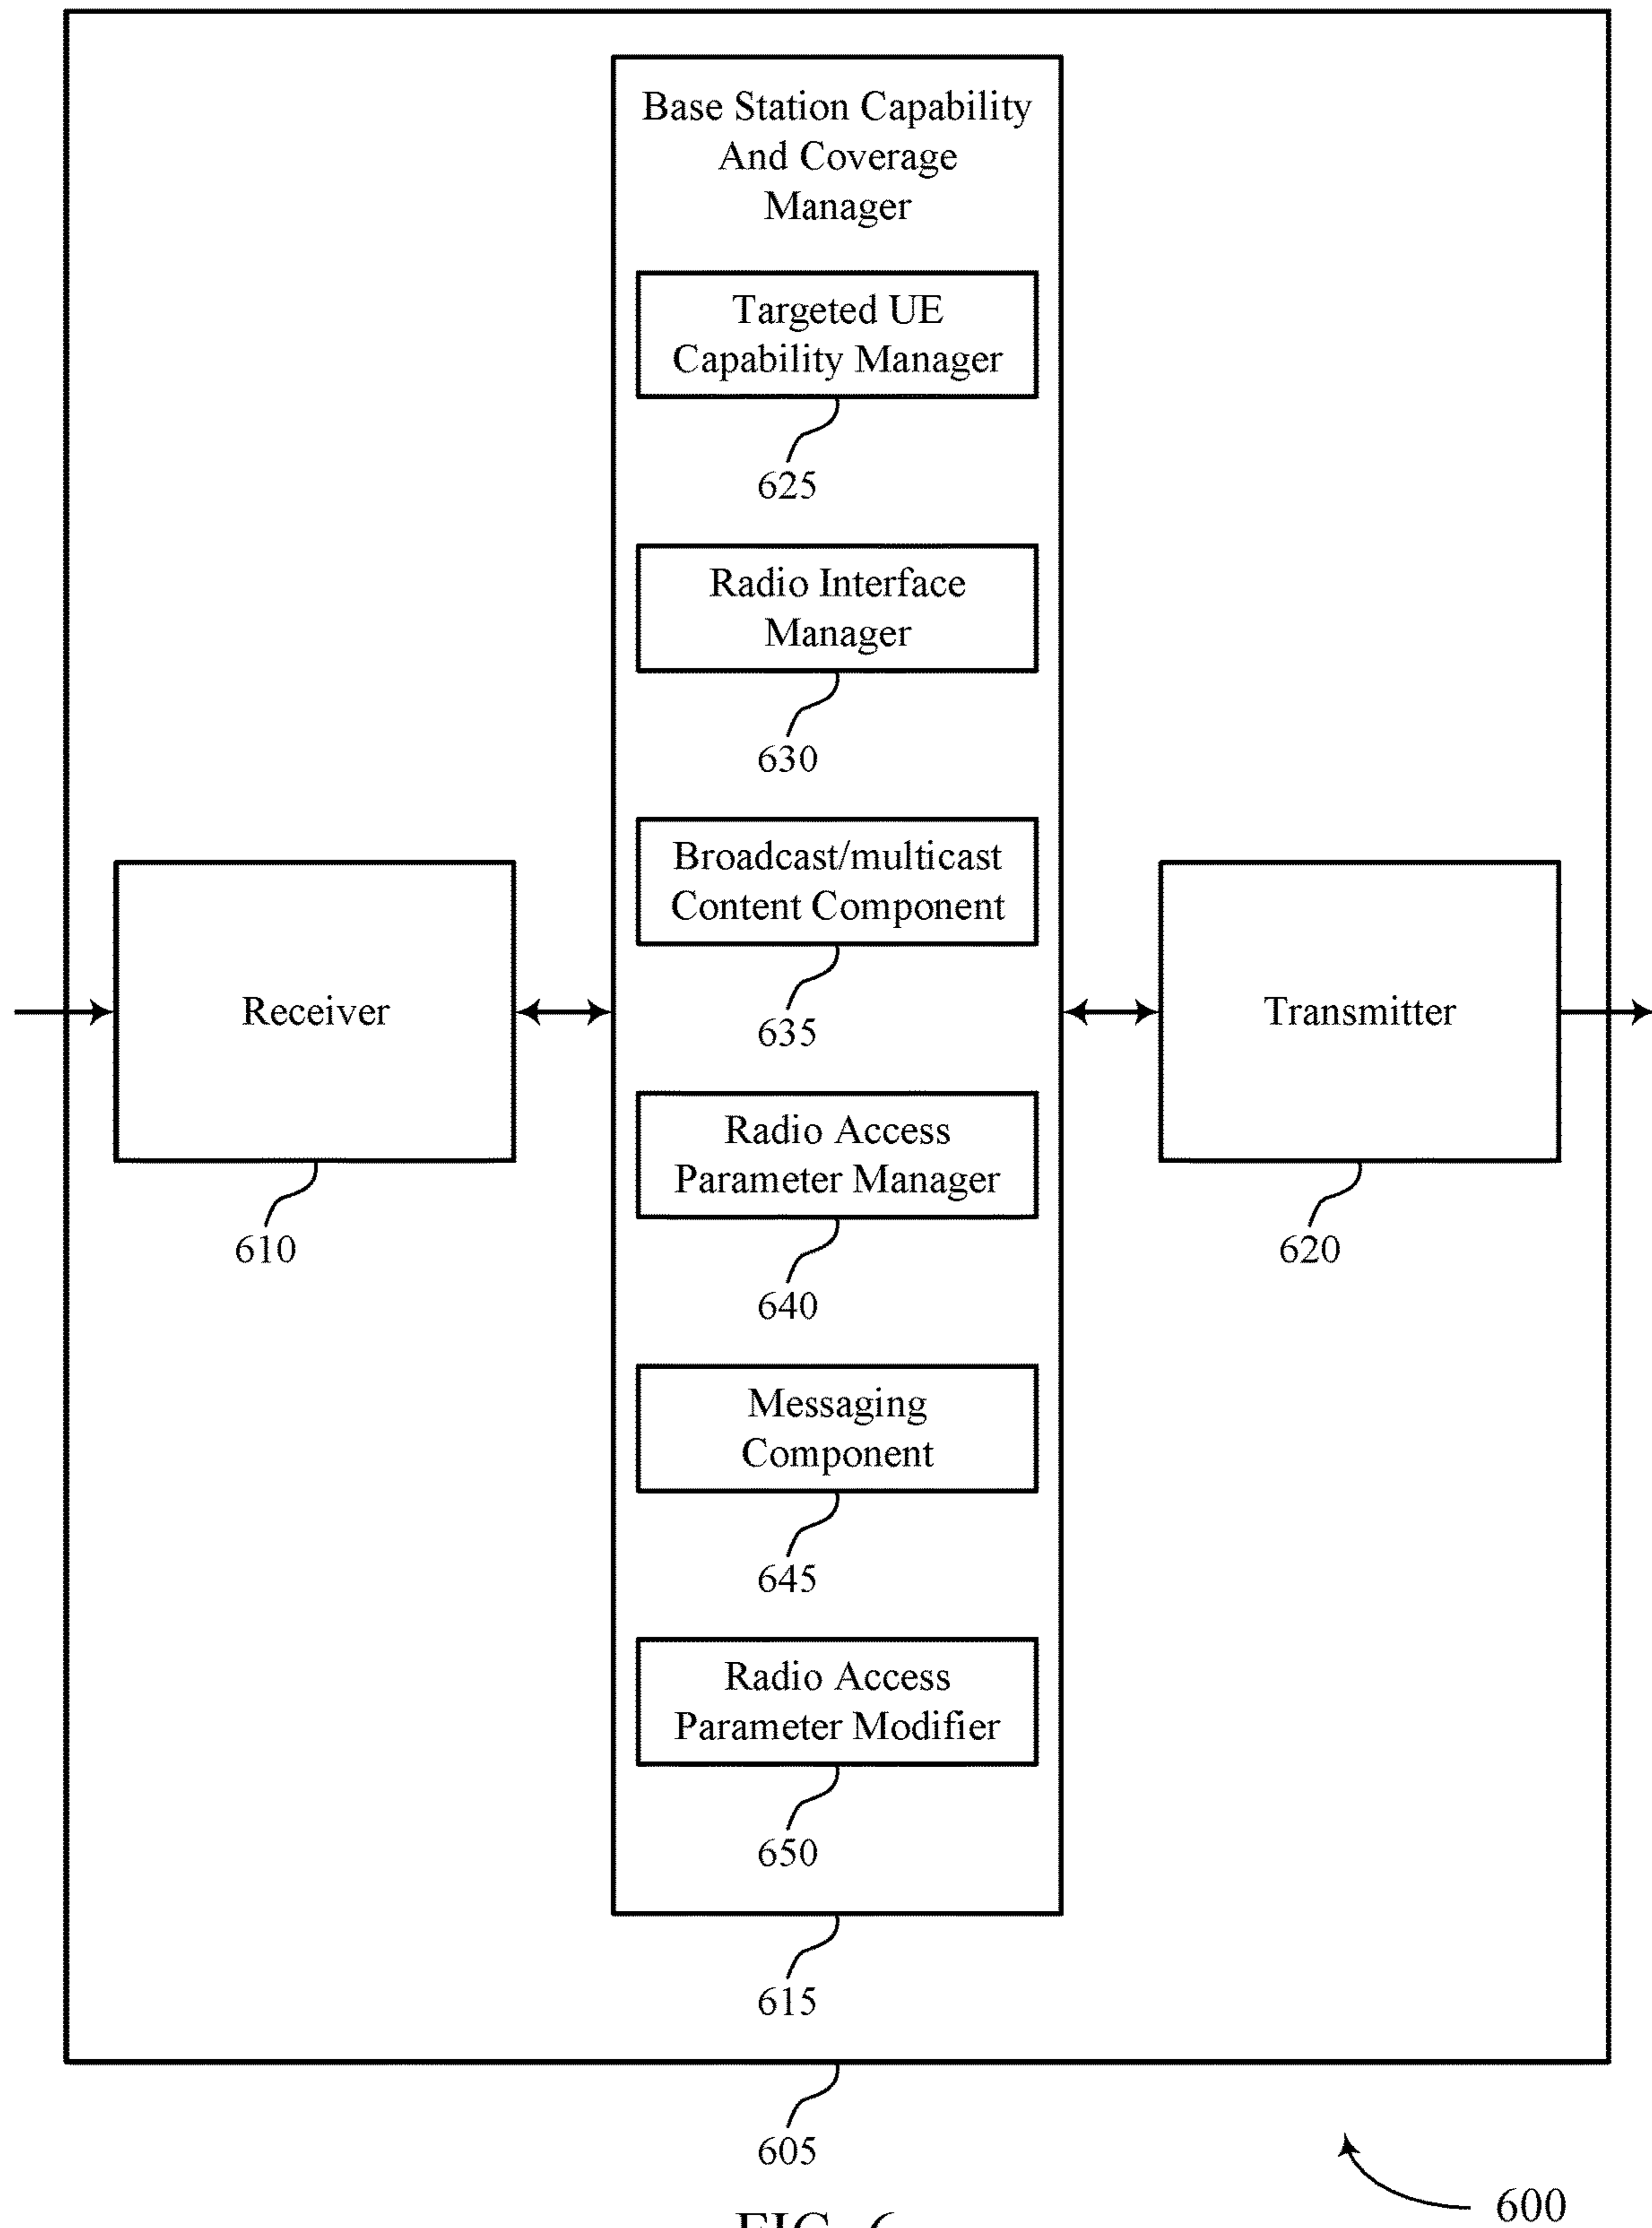 Base Station Capability
And Coverage
Manager
Targeted UE
Capability Manager
625
Radio Interface
Manager
630
Broadcast/multicast
Content Component
635
Receiver
610
Transmitter
620
Radio Access
Parameter Manager
640
Messaging
Component
645
Radio Access
Parameter Modifier
650
615
605
600
FIG. 6